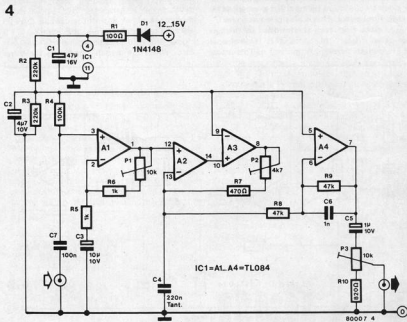 4
R1
100Ω
D1
1N4148
12...15V
+
R2
220k
C1
47µ
16V
4
IC1
11
C2
4µ7
10V
R3
220k
R4
100k
3
A1
1
2
P1
10k
R6
1k
R5
1k
C3
10µ
10V
C7
100n
12
A2
14
13
9
A3
8
10
P2
4k7
R7
470Ω
R8
47k
C4
220n
Tant.
5
A4
7
6
R9
47k
C6
1n
C5
1µ
10V
P3
10k
R10
820Ω
IC1=A1...A4=TL084
80007 4
0